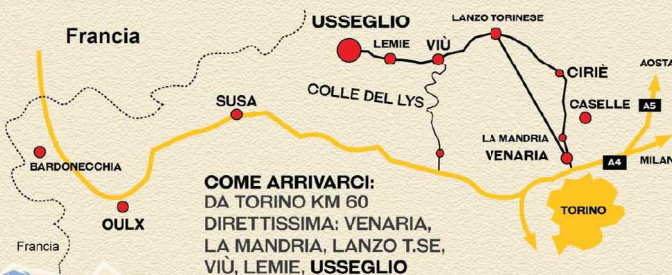 Francia
USSEGLIO
LEMIE
VIÙ
LANZO TORINESE
CIRIÈ
AOSTA
CASELLE
A5
COLLE DEL LYS
SUSA
LA MANDRIA
VENARIA
A4
MILAN
BARDONECCHIA
OULX
Francia
TORINO
COME ARRIVARCI:
DA TORINO KM 60
DIRETTISSIMA: VENARIA,
LA MANDRIA, LANZO T.SE,
VIÙ, LEMIE, USSEGLIO